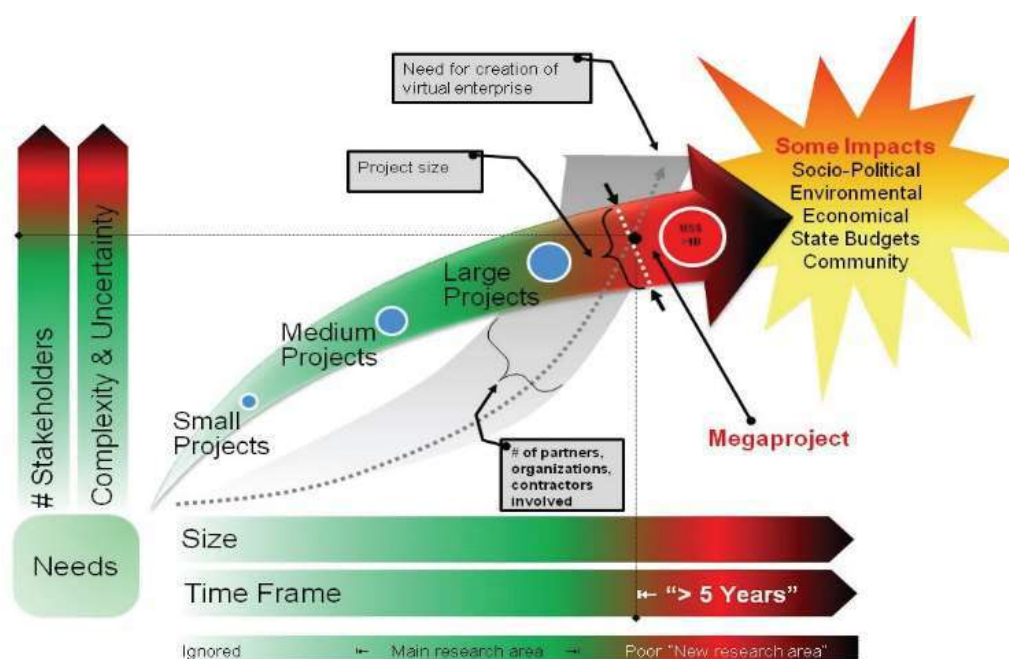 Need for creation of
virtual enterprise
Project size
Some Impacts
Socio-Political
Environmental
Economical
State Budgets
Community
# Stakeholders
Complexity & Uncertainty
Large
Projects
Medium
Projects
Small
Projects
Megaproject
# of partners,
organizations,
contractors
involved
Needs
Size
Time Frame
"> 5 Years"
Ignored
Main research area
Poor "New research area"